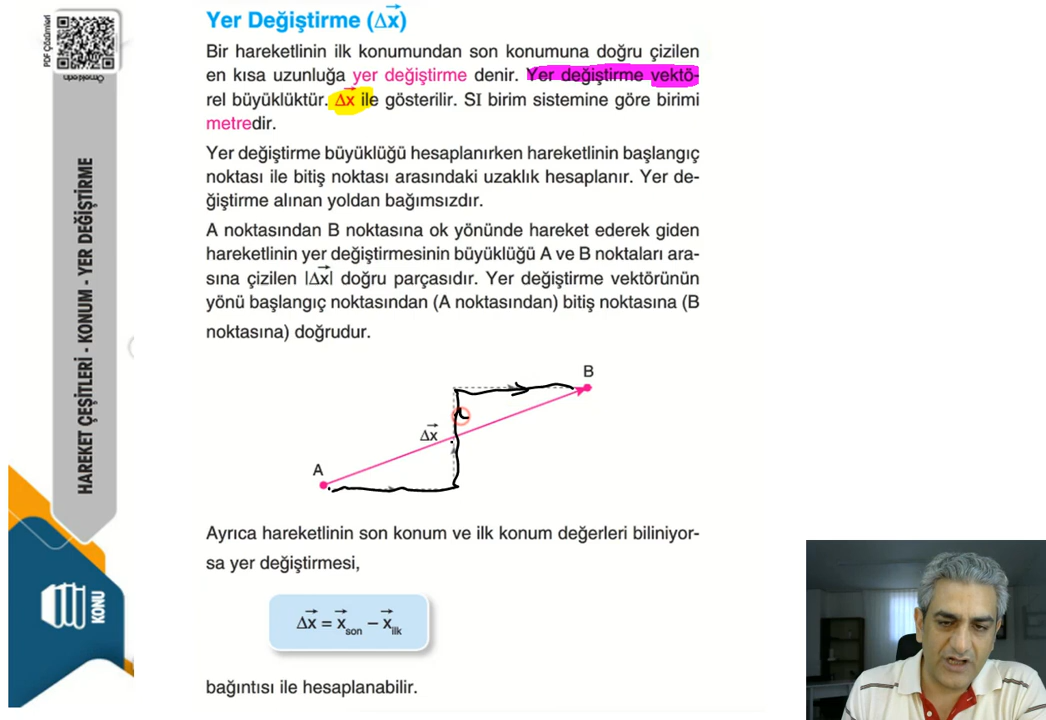 PDF Çözümleri
HAREKET ÇEŞİTLERİ - KONUM - YER DEĞİŞTİRME
KONU
Yer Değiştirme (Δx)
Bir hareketlinin ilk konumundan son konumuna doğru çizilen
en kısa uzunluğa yer değiştirme denir. Yer değiştirme vektö-
rel büyüklüktür. Δx ile gösterilir. SI birim sistemine göre birimi
metredir.
Yer değiştirme büyüklüğü hesaplanırken hareketlinin başlangıç
noktası ile bitiş noktası arasındaki uzaklık hesaplanır. Yer de-
ğiştirme alınan yoldan bağımsızdır.
A noktasından B noktasına ok yönünde hareket ederek giden
hareketlinin yer değiştirmesinin büyüklüğü A ve B noktaları ara-
sına çizilen |Δx| doğru parçasıdır. Yer değiştirme vektörünün
yönü başlangıç noktasından (A noktasından) bitiş noktasına (B
noktasına) doğrudur.
B
Δx
A
Ayrıca hareketlinin son konum ve ilk konum değerleri biliniyor-
sa yer değiştirmesi,
Δx = x son − x ilk
bağıntısı ile hesaplanabilir.